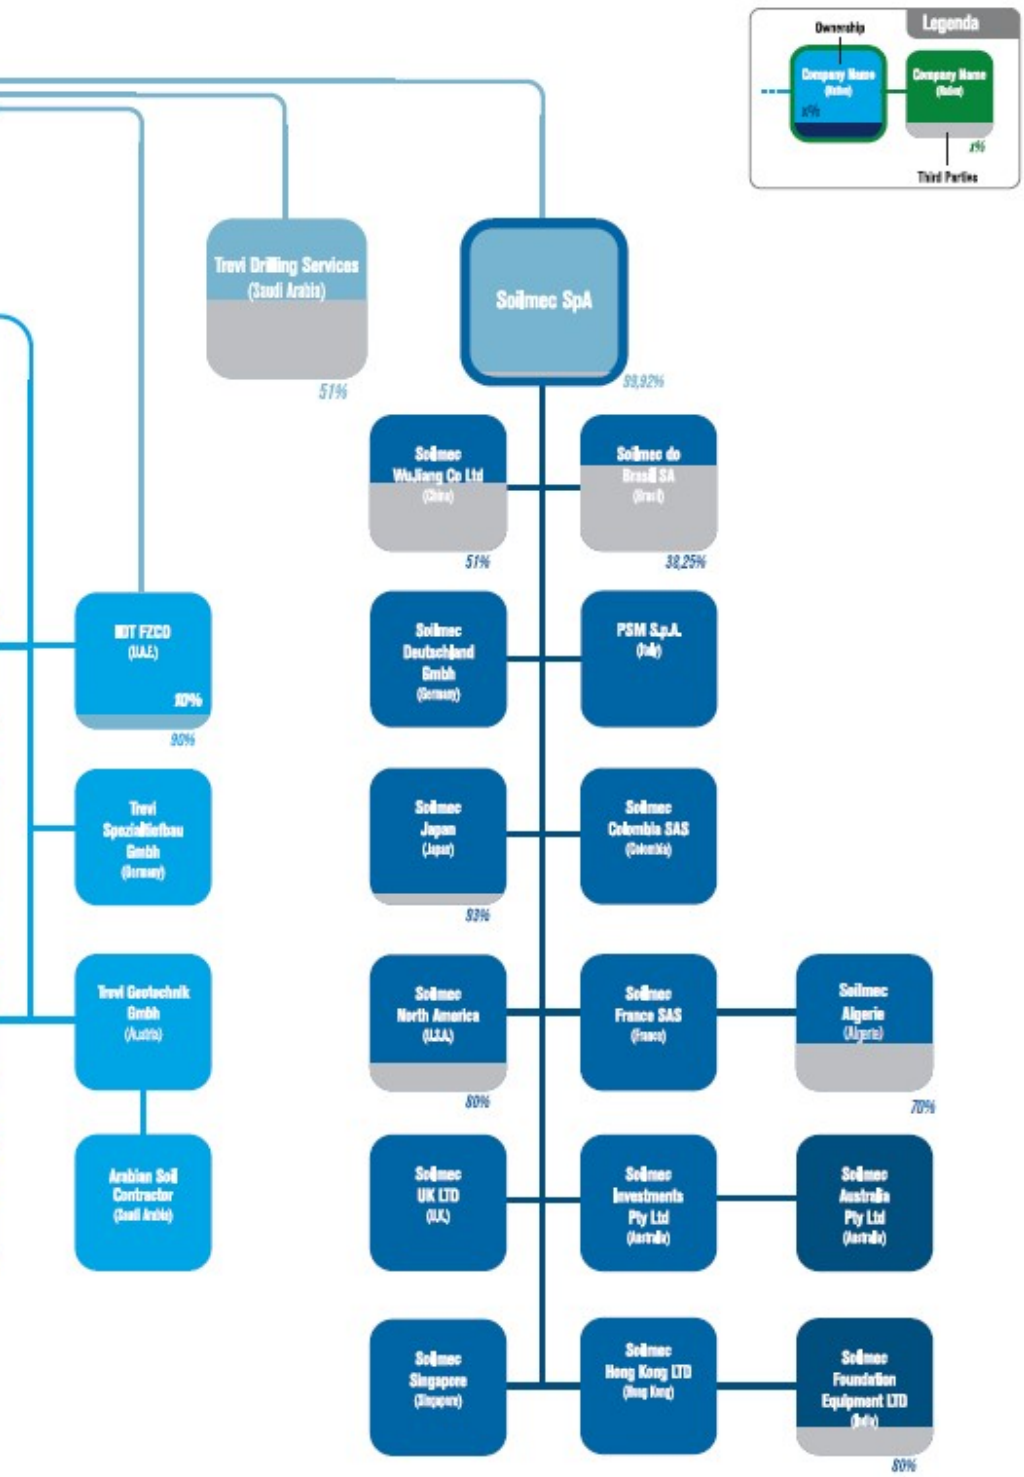 Legenda
Ownership
Company Name
(Nation)
x%
Company Name
(Nation)
x%
Third Parties
Trevi Drilling Services
(Saudi Arabia)
51%
Soilmec SpA
99,92%
Soilmec
WuJiang Co Ltd
(China)
51%
Soilmec do
Brasil SA
(Brasil)
38,25%
IDT FZCO
(U.A.E.)
10%
90%
Soilmec
Deutschland
Gmbh
(Germany)
PSM S.p.A.
(Italy)
Trevi
Spezialtiefbau
Gmbh
(Germany)
Soilmec
Japan
(Japan)
93%
Soilmec
Colombia SAS
(Colombia)
Trevi Geotechnik
Gmbh
(Austria)
Soilmec
North America
(U.S.A.)
80%
Soilmec
France SAS
(France)
Soilmec
Algerie
(Algerie)
70%
Arabian Soil
Contractor
(Saudi Arabia)
Soilmec
UK LTD
(U.K.)
Soilmec
Investments
Pty Ltd
(Australia)
Soilmec
Australia
Pty Ltd
(Australia)
Soilmec
Singapore
(Singapore)
Soilmec
Hong Kong LTD
(Hong Kong)
Soilmec
Foundation
Equipment LTD
(India)
80%